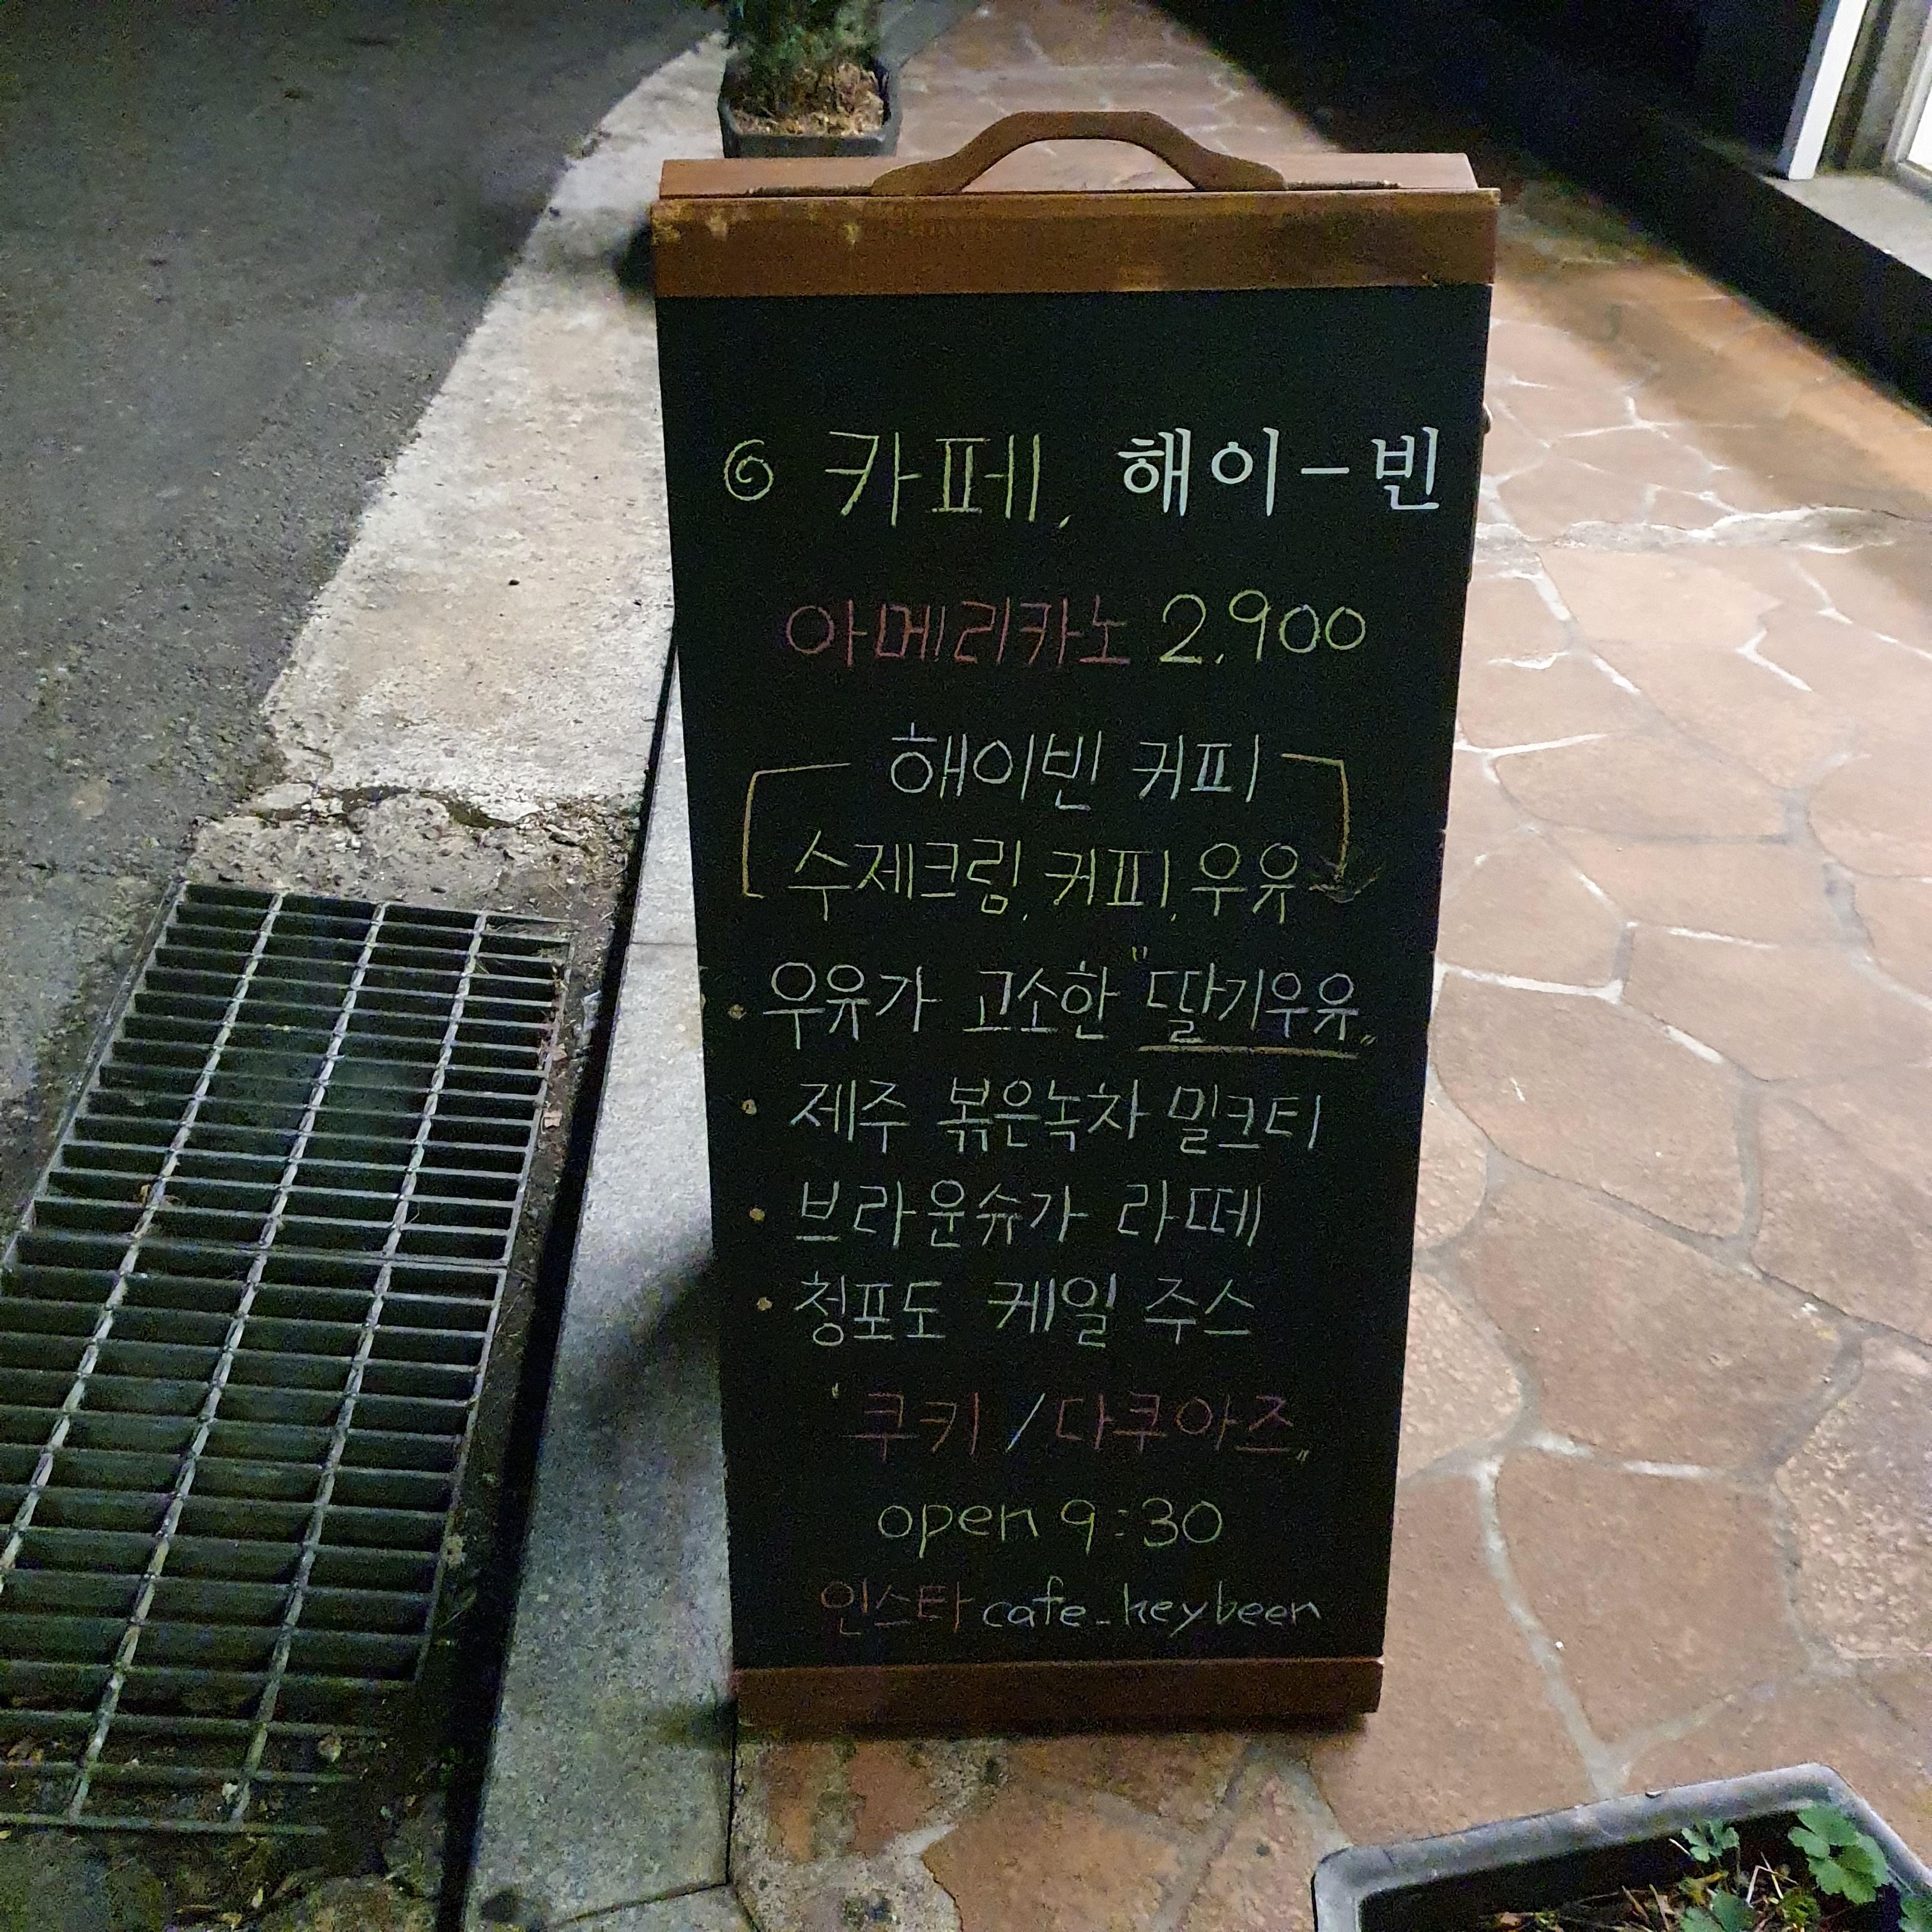 카페, 해이-빈
아메리카노 2,900
해이빈 커피
수제크림, 커피, 우유
· 우유가 고소한 "딸기우유"
· 제주 볶은녹차 밀크티
· 브라운슈가 라떼
· 청포도 케일 주스
'쿠키 / 다쿠아즈"
open 9:30
인스타 cafe_heybeen